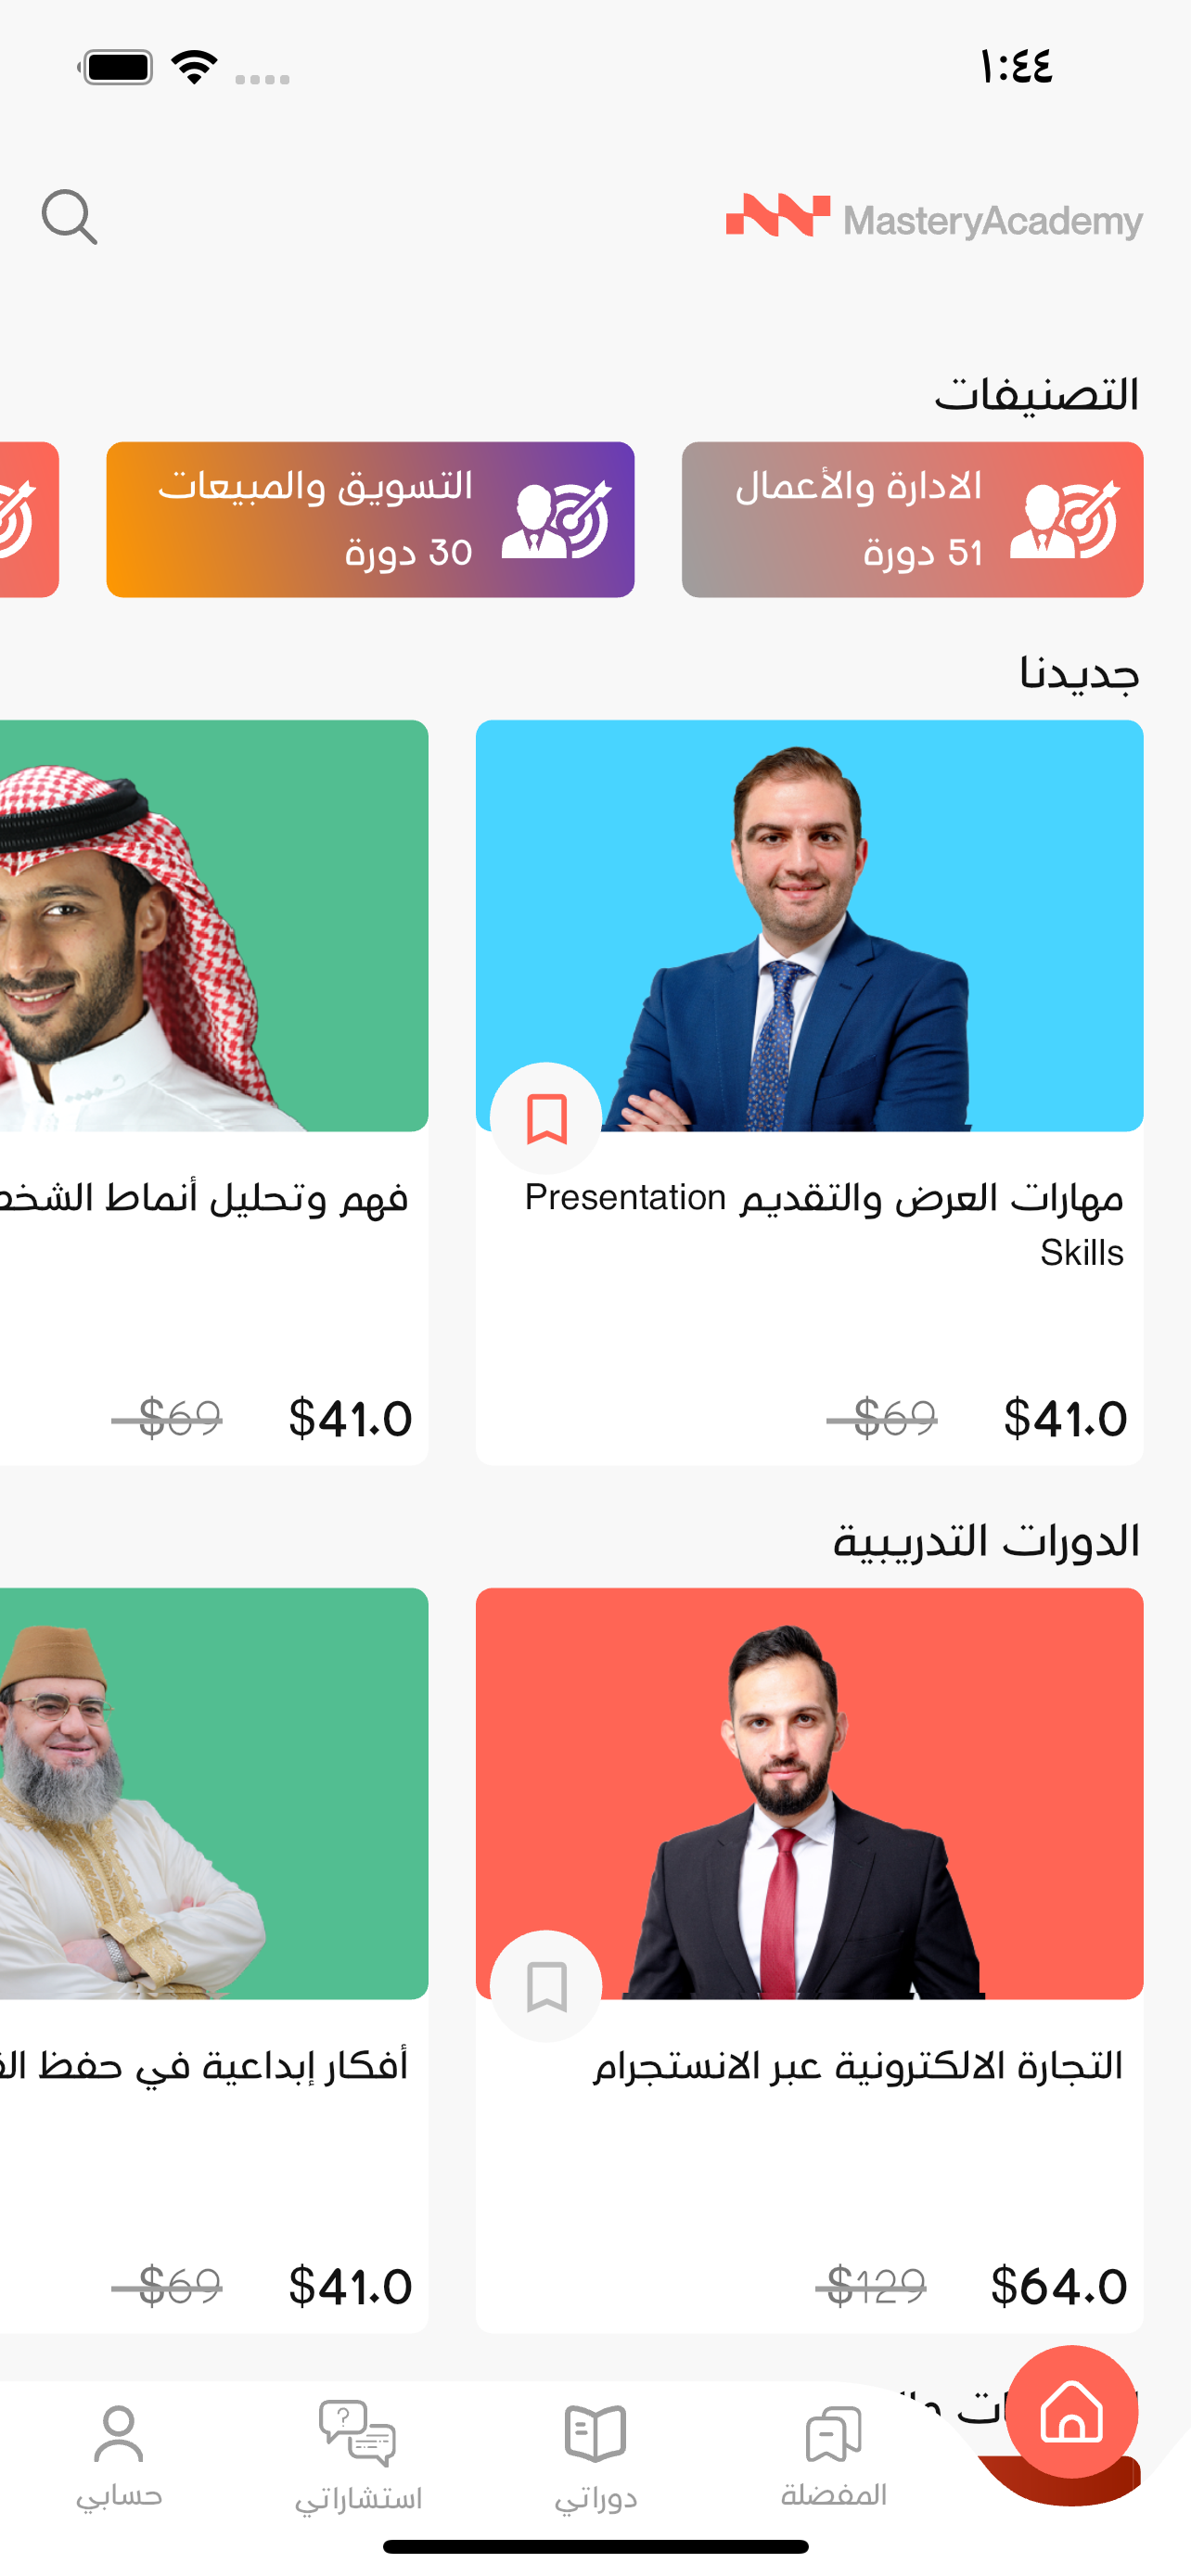 ١:٤٤
MasteryAcademy
التصنيفات
الادارة والأعمال
51 دورة
التسويق والمبيعات
30 دورة
جديدنا
مهارات العرض والتقديم Presentation
Skills
$41.0 $69
فهم وتحليل أنماط
$41.0 $69
الدورات التدريبية
التجارة الالكترونية عبر الانستجرام
$64.0 $129
أفكار إبداعية في حفظ
$41.0 $69
المفضلة
دوراتي
استشاراتي
حسابي